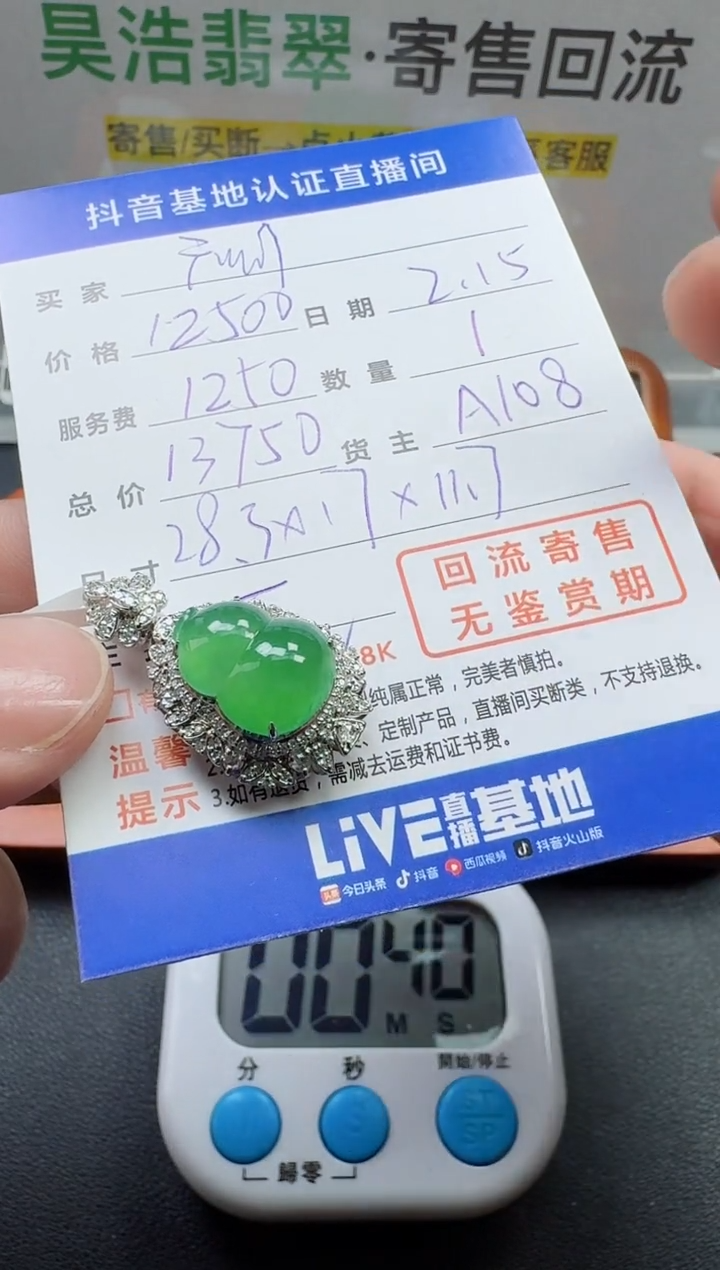 昊浩翡翠·寄售回流
寄售/买断→点
客服
抖音基地认证直播间
买家
价格 12500 日期 2.15
服务费 1250 数量 1
总价 13750 货主 A108
尺寸 28.3×17×11.7
回流寄售
无鉴赏期
8K
纯属正常，完美者慎拍。
温馨
提示
、定制产品，直播间买断类，不支持退换。
3.如有退货，需减去运费和证书费。
LiVE直播基地
头条 今日头条 抖音 西瓜视频 抖音火山版
00 40
M S
分 秒 開始/停止
ST
SP
歸零